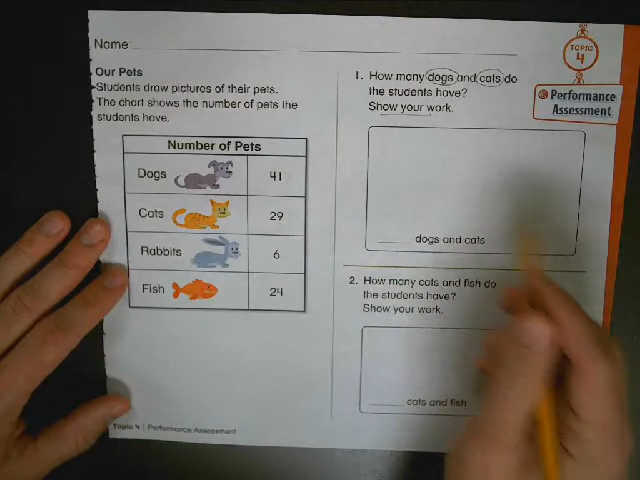 Name
Our Pets
Students draw pictures of their pets.
The chart shows the number of pets the
students have.
Number of Pets
Dogs 41
Cats 29
Rabbits 6
Fish 24
Topic 4 | Performance Assessment
TOPIC
4
Performance
Assessment
1. How many dogs and cats do
the students have?
Show your work.
dogs and cats
2. How many cats and fish do
the students have?
Show your work.
cats and fish